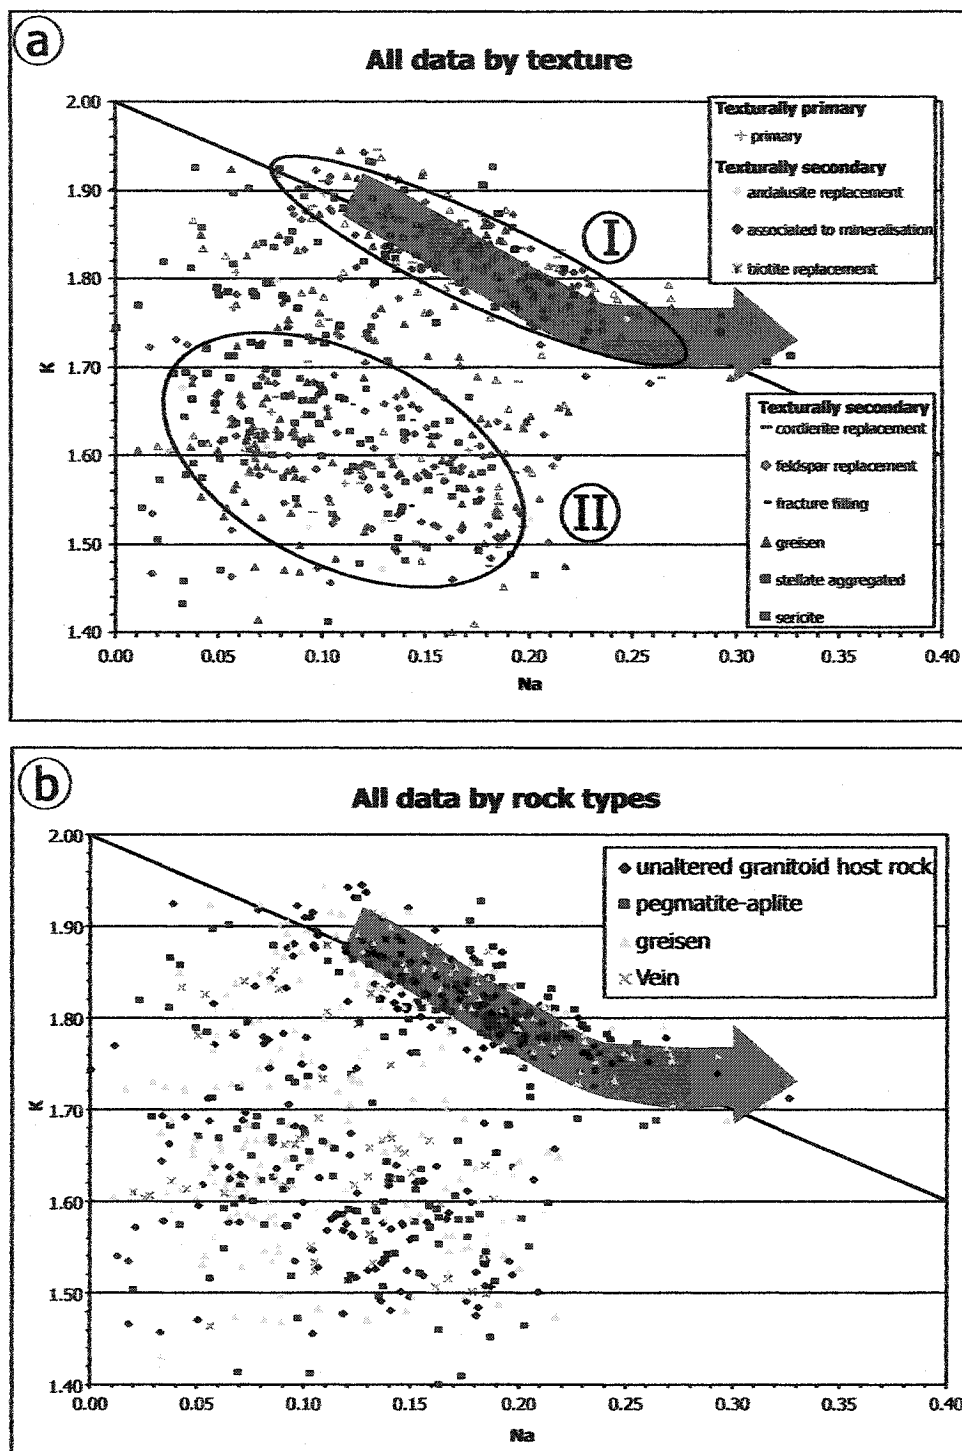 a
All data by texture
2.00
Texturally primary
primary
Texturally secondary
andalusite replacement
associated to mineralisation
biotite replacement
1.90
I
1.80
K
1.70
Texturally secondary
cordierite replacement
feldspar replacement
fracture filling
greisen
stellate aggregated
sericite
1.60
II
1.50
1.40
0.00 0.05 0.10 0.15 0.20 0.25 0.30 0.35 0.40
Na
b
All data by rock types
2.00
unaltered granitoid host rock
pegmatite-aplite
greisen
Vein
1.90
1.80
K
1.70
1.60
1.50
1.40
0.00 0.05 0.10 0.15 0.20 0.25 0.30 0.35 0.40
Na